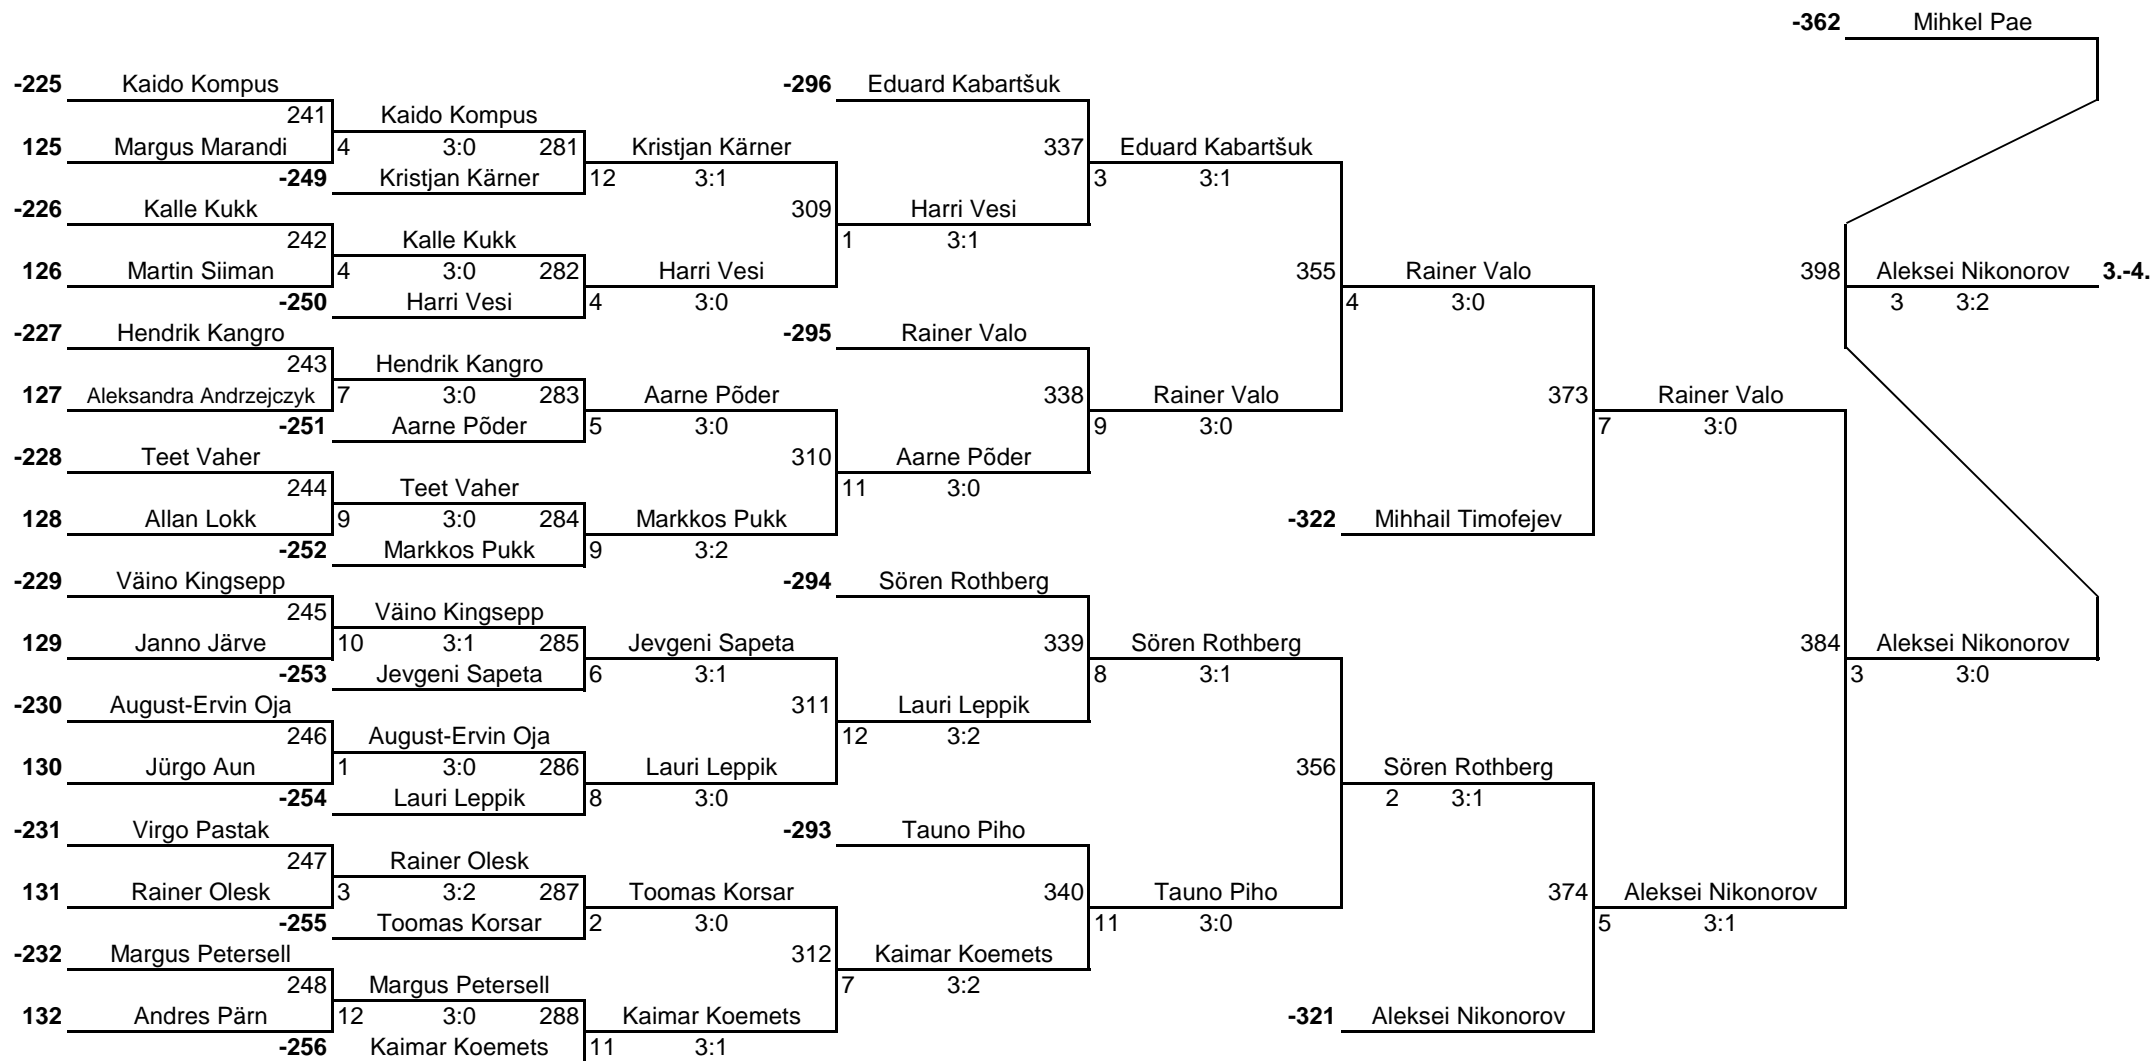 -362 Mihkel Pae
-225 Kaido Kompus -296 Eduard Kabartšuk
241 Kaido Kompus
125 Margus Marandi 4 3:0 281 Kristjan Kärner 337 Eduard Kabartšuk
-249 Kristjan Kärner 12 3:1 3 3:1
-226 Kalle Kukk 309 Harri Vesi
242 Kalle Kukk 1 3:1
126 Martin Siiman 4 3:0 282 Harri Vesi 355 Rainer Valo 398 Aleksei Nikonorov 3.-4.
-250 Harri Vesi 4 3:0 4 3:0 3 3:2
-227 Hendrik Kangro -295 Rainer Valo
243 Hendrik Kangro
127 Aleksandra Andrzejczyk 7 3:0 283 Aarne Põder 338 Rainer Valo 373 Rainer Valo
-251 Aarne Põder 5 3:0 9 3:0 7 3:0
-228 Teet Vaher 310 Aarne Põder
244 Teet Vaher 11 3:0
128 Allan Lokk 9 3:0 284 Markkos Pukk -322 Mihhail Timofejev
-252 Markkos Pukk 9 3:2
-229 Väino Kingsepp -294 Sören Rothberg
245 Väino Kingsepp
129 Janno Järve 10 3:1 285 Jevgeni Sapeta 339 Sören Rothberg 384 Aleksei Nikonorov
-253 Jevgeni Sapeta 6 3:1 8 3:1 3 3:0
-230 August-Ervin Oja 311 Lauri Leppik
246 August-Ervin Oja 12 3:2
130 Jürgo Aun 1 3:0 286 Lauri Leppik 356 Sören Rothberg
-254 Lauri Leppik 8 3:0 2 3:1
-231 Virgo Pastak -293 Tauno Piho
247 Rainer Olesk
131 Rainer Olesk 3 3:2 287 Toomas Korsar 340 Tauno Piho 374 Aleksei Nikonorov
-255 Toomas Korsar 2 3:0 11 3:0 5 3:1
-232 Margus Petersell 312 Kaimar Koemets
248 Margus Petersell 7 3:2
132 Andres Pärn 12 3:0 288 Kaimar Koemets -321 Aleksei Nikonorov
-256 Kaimar Koemets 11 3:1